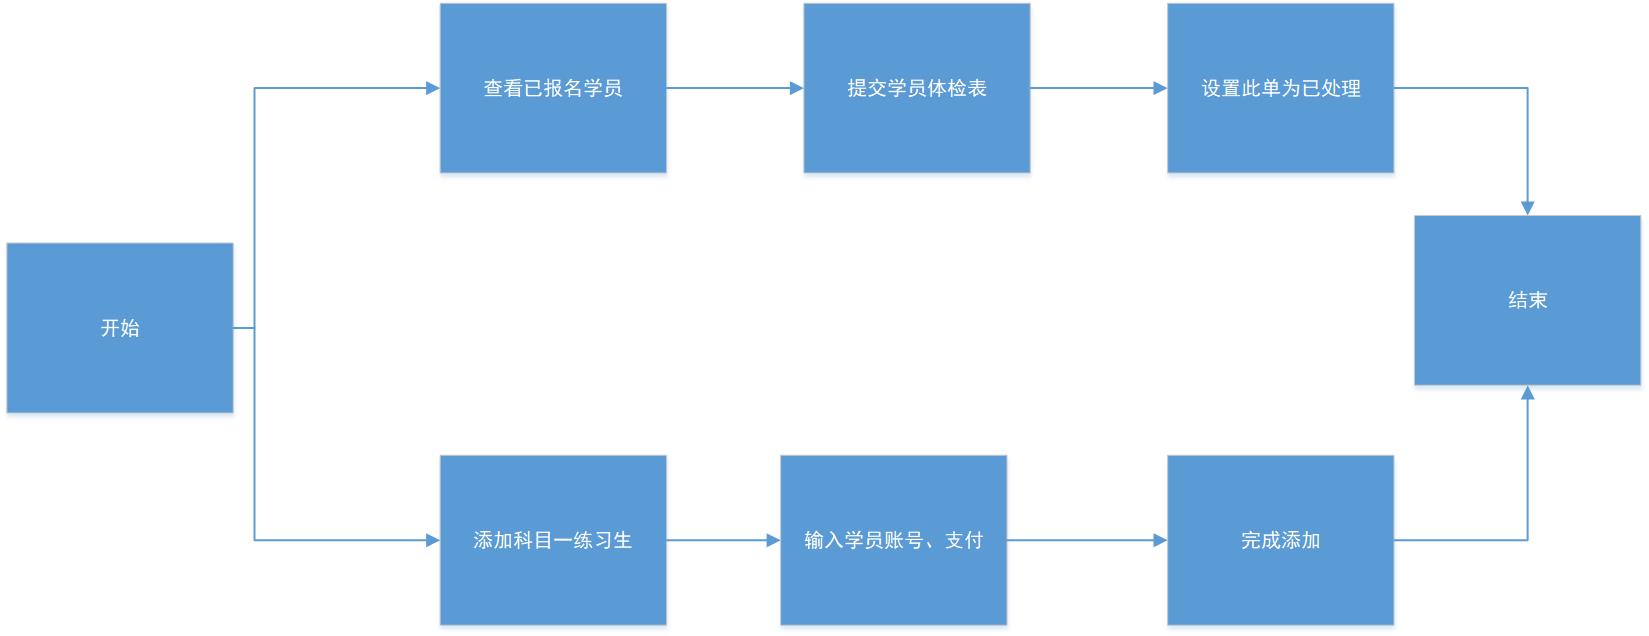 查看已报名学员
提交学员体检表
设置此单为已处理
开始
结束
添加科目一练习生
输入学员账号、支付
完成添加